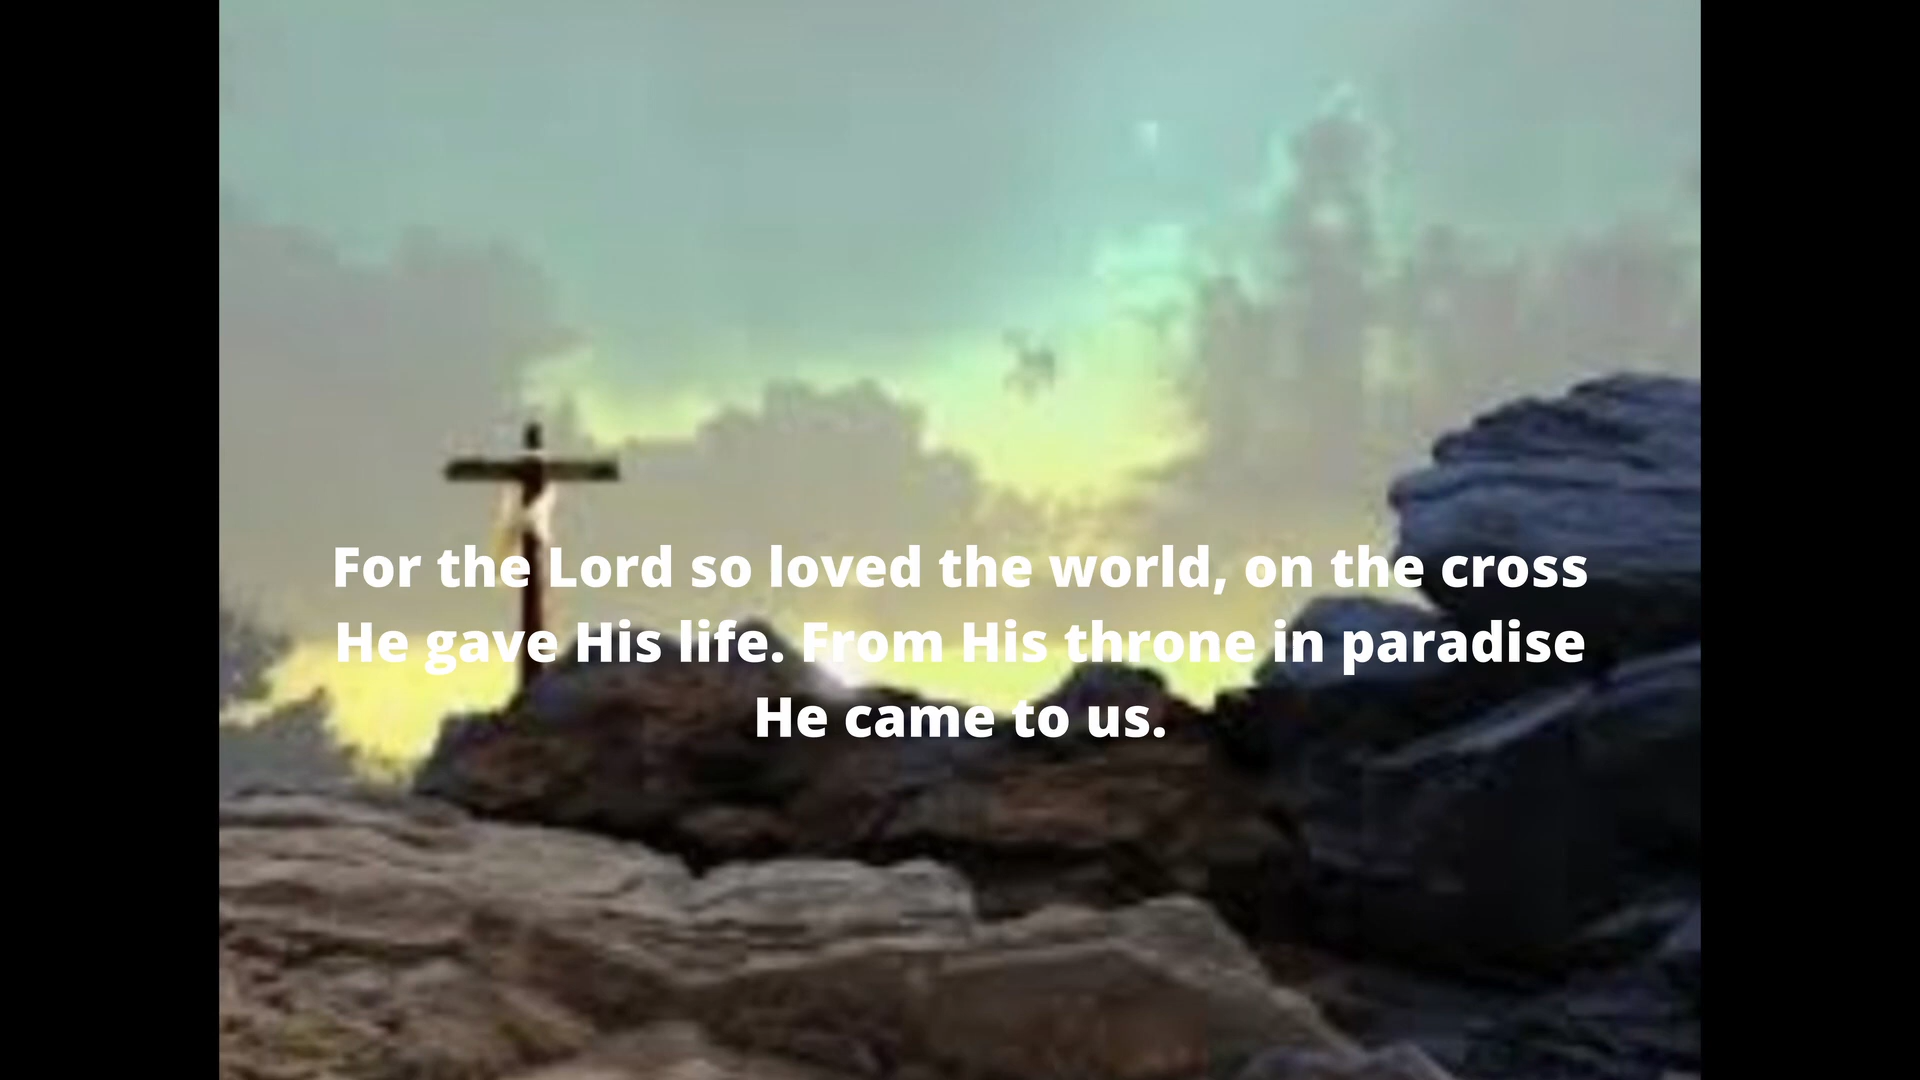 For the Lord so loved the world, on the cross
He gave His life. From His throne in paradise
He came to us.